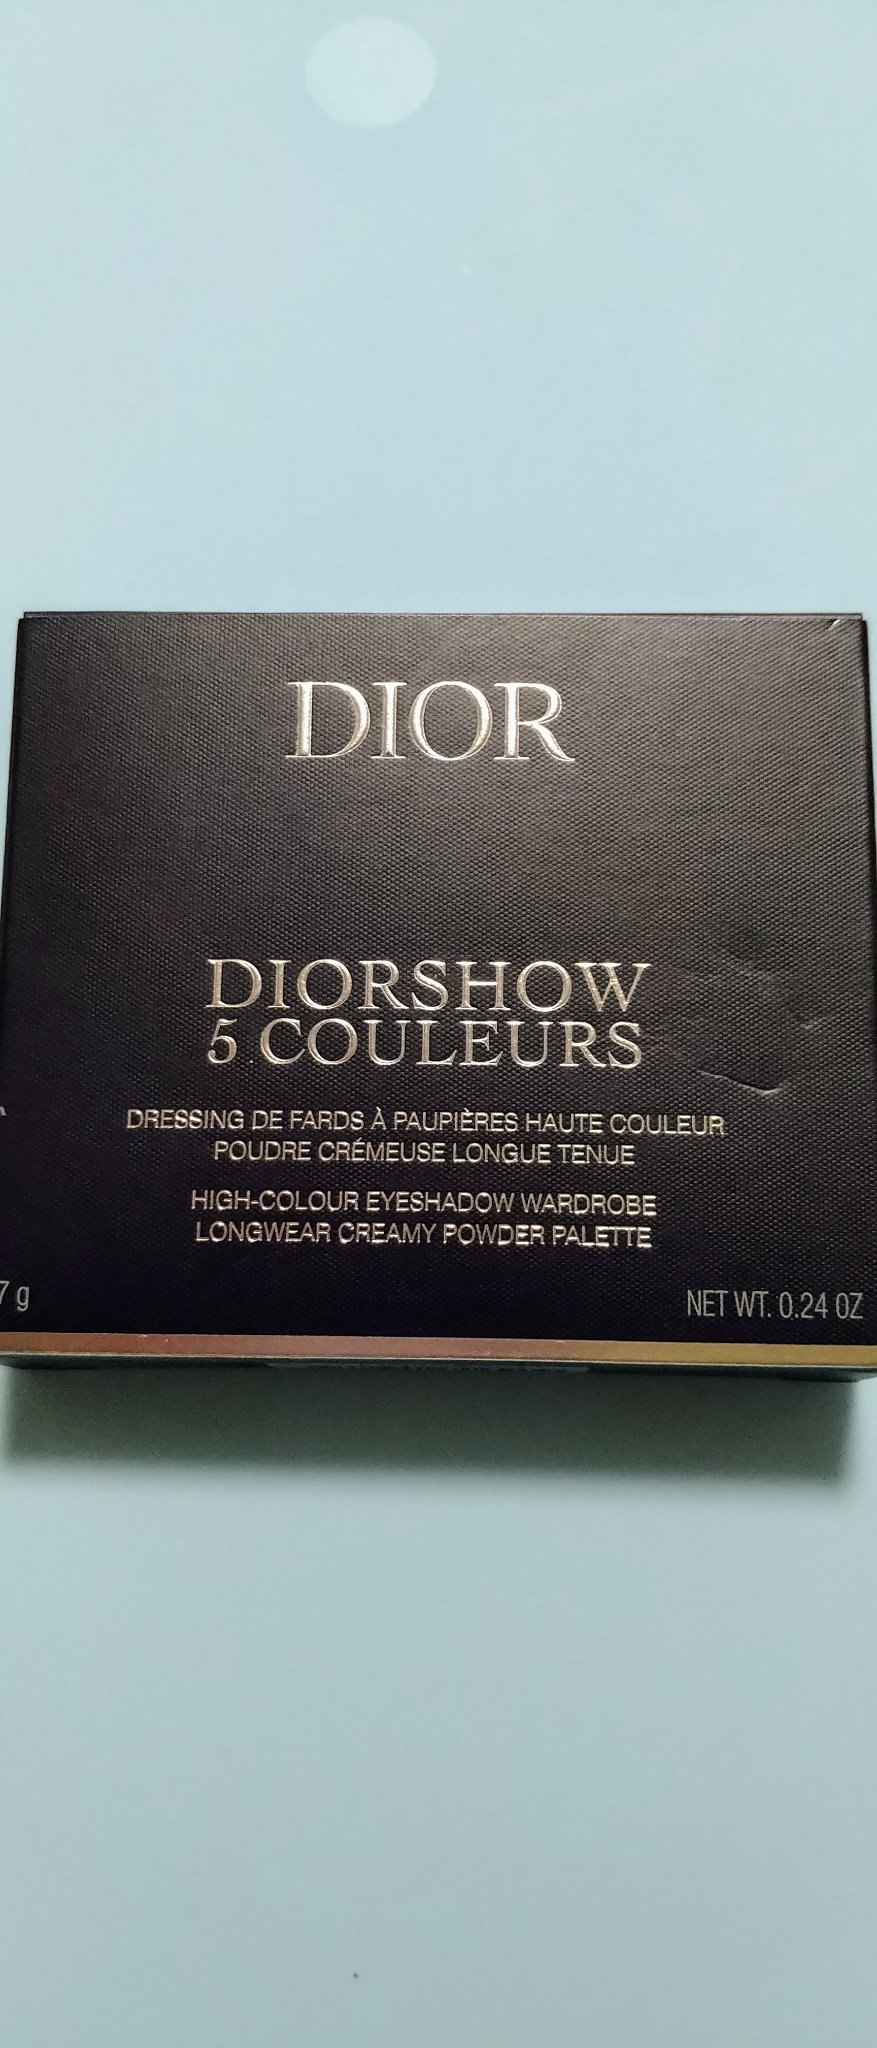 DIOR
DIORSHOW
5 COULEURS
DRESSING DE FARDS À PAUPIÈRES HAUTE COULEUR
POUDRE CRÉMEUSE LONGUE TENUE
HIGH-COLOUR EYESHADOW WARDROBE
LONGWEAR CREAMY POWDER PALETTE
7 g
NET WT. 0.24 OZ